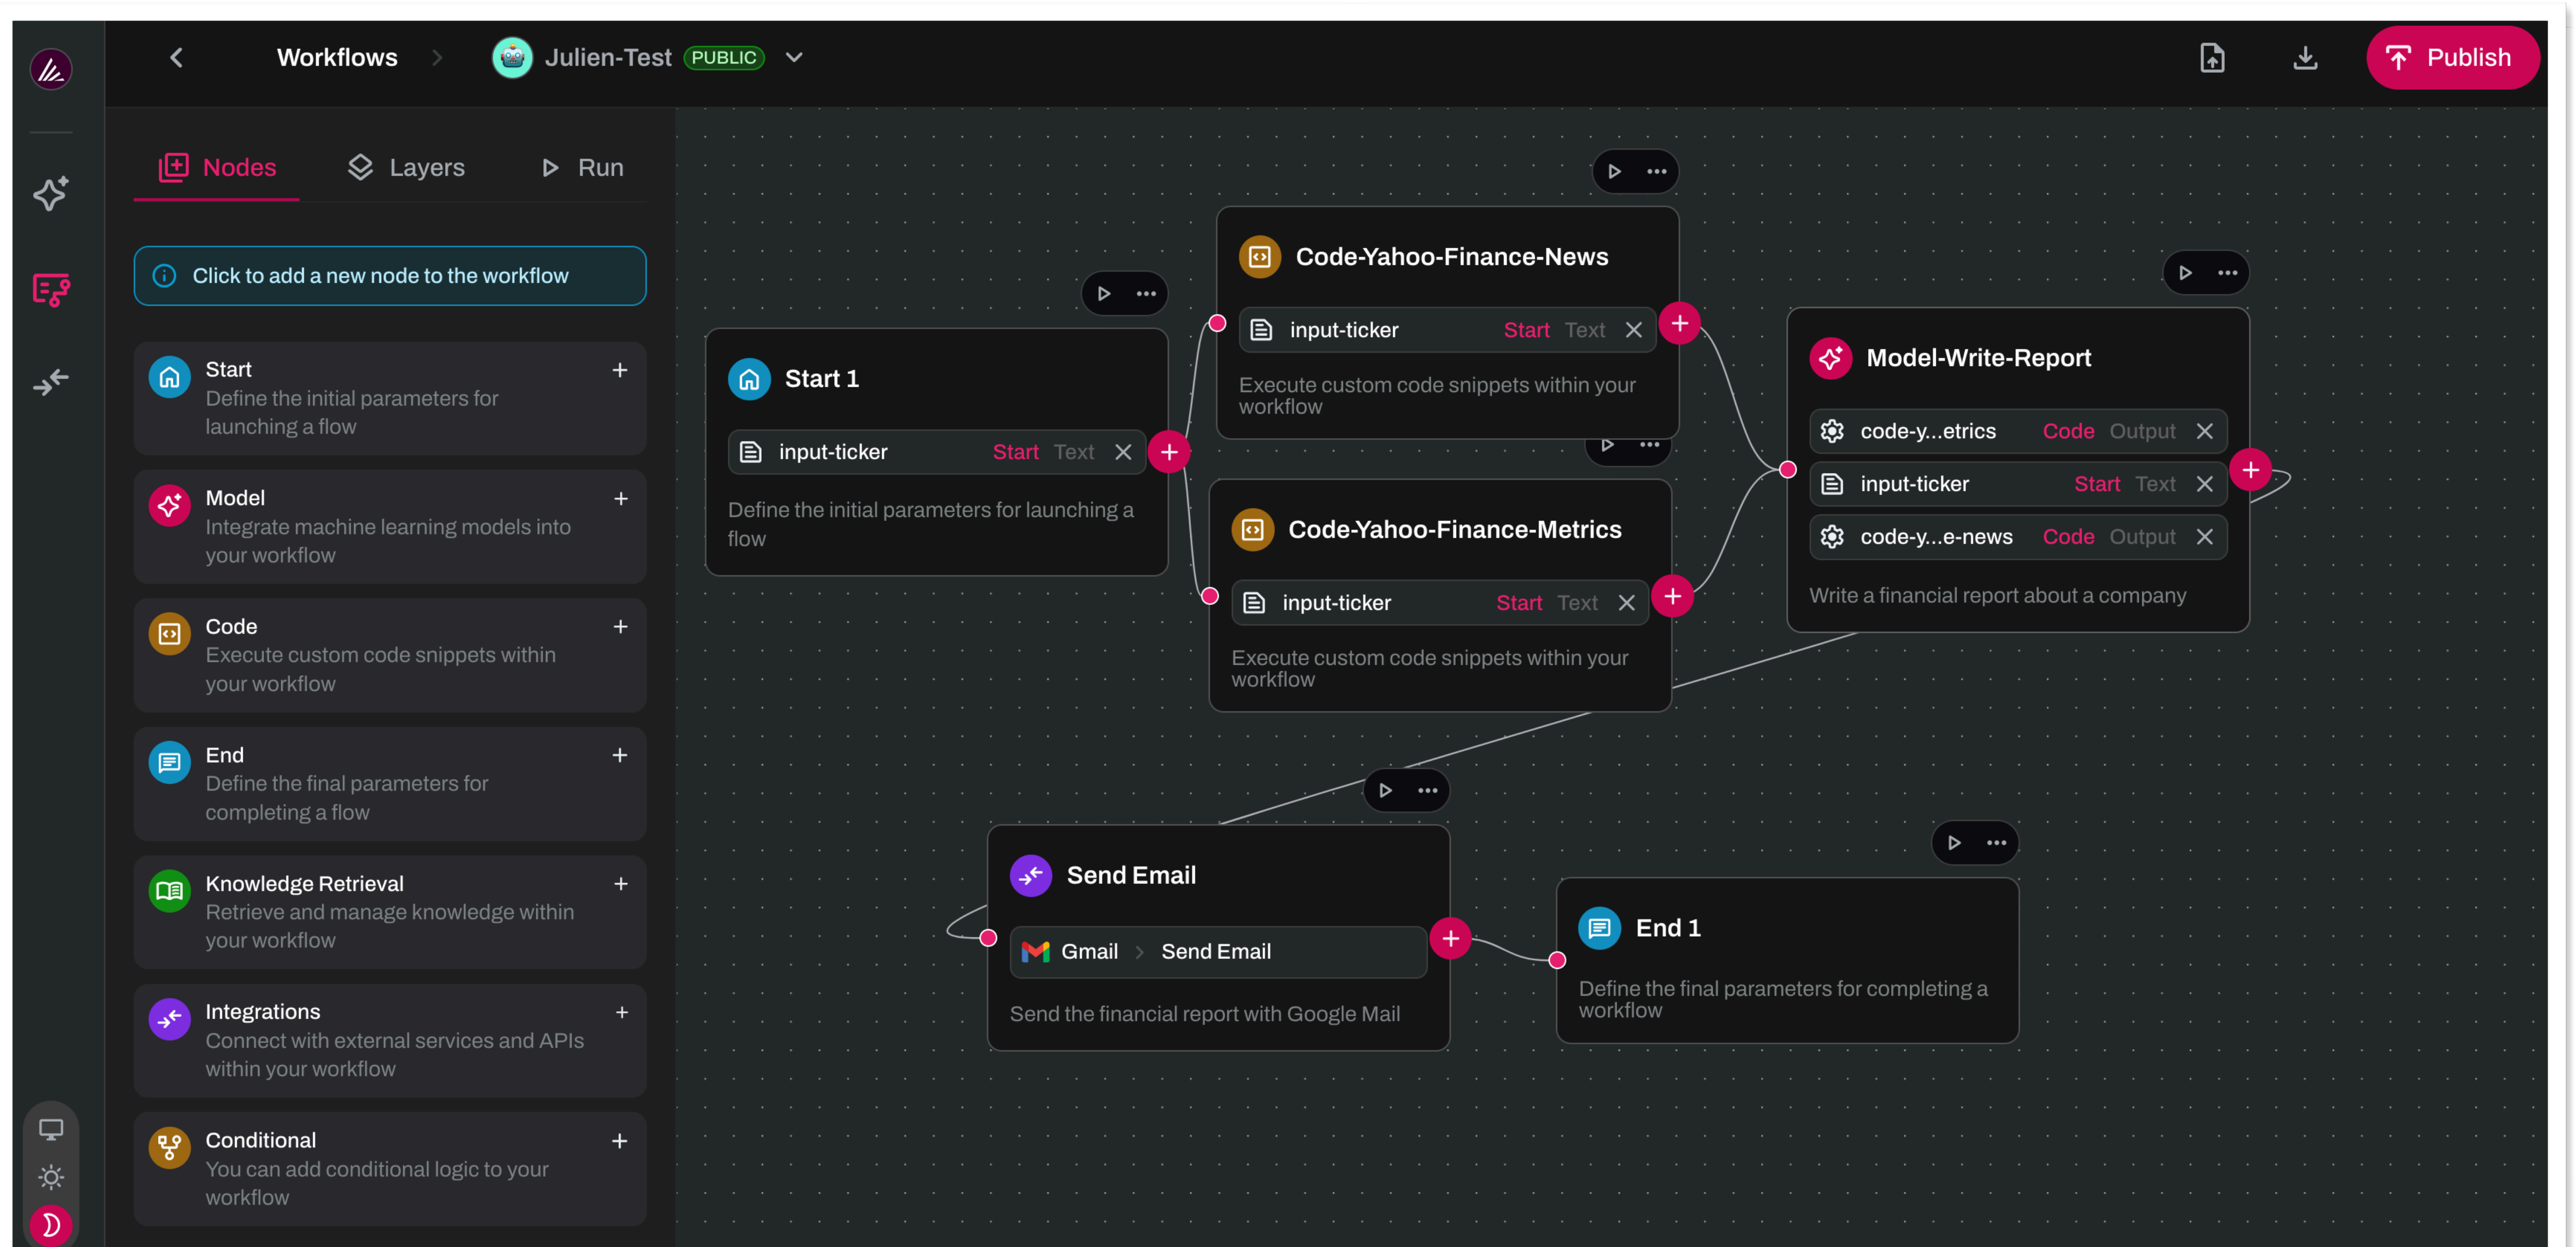 Workflows
Julien-Test PUBLIC
Publish
Nodes
Layers
Run
Click to add a new node to the workflow
Start
Define the initial parameters for
launching a flow
Model
Integrate machine learning models into
your workflow
Code
Execute custom code snippets within
your workflow
End
Define the final parameters for
completing a flow
Knowledge Retrieval
Retrieve and manage knowledge within
your workflow
Integrations
Connect with external services and APIs
within your workflow
Conditional
You can add conditional logic to your
workflow
Start 1
input-ticker Start Text
Define the initial parameters for launching a
flow
Code-Yahoo-Finance-News
input-ticker Start Text
Execute custom code snippets within your
workflow
Code-Yahoo-Finance-Metrics
input-ticker Start Text
Execute custom code snippets within your
workflow
Model-Write-Report
code-y...etrics Code Output
input-ticker Start Text
code-y...e-news Code Output
Write a financial report about a company
Send Email
Gmail > Send Email
Send the financial report with Google Mail
End 1
Define the final parameters for completing a
workflow